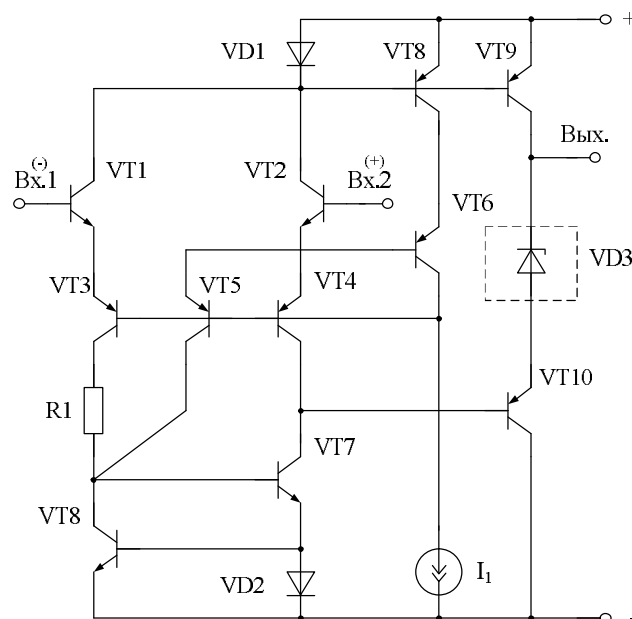 +
VD1
VT8
VT9
Вых.
(-)
Вх.1
VT1
VT2
(+)
Вх.2
VT6
VT3
VT5
VT4
VD3
R1
VT10
VT7
VT8
VD2
I1
-